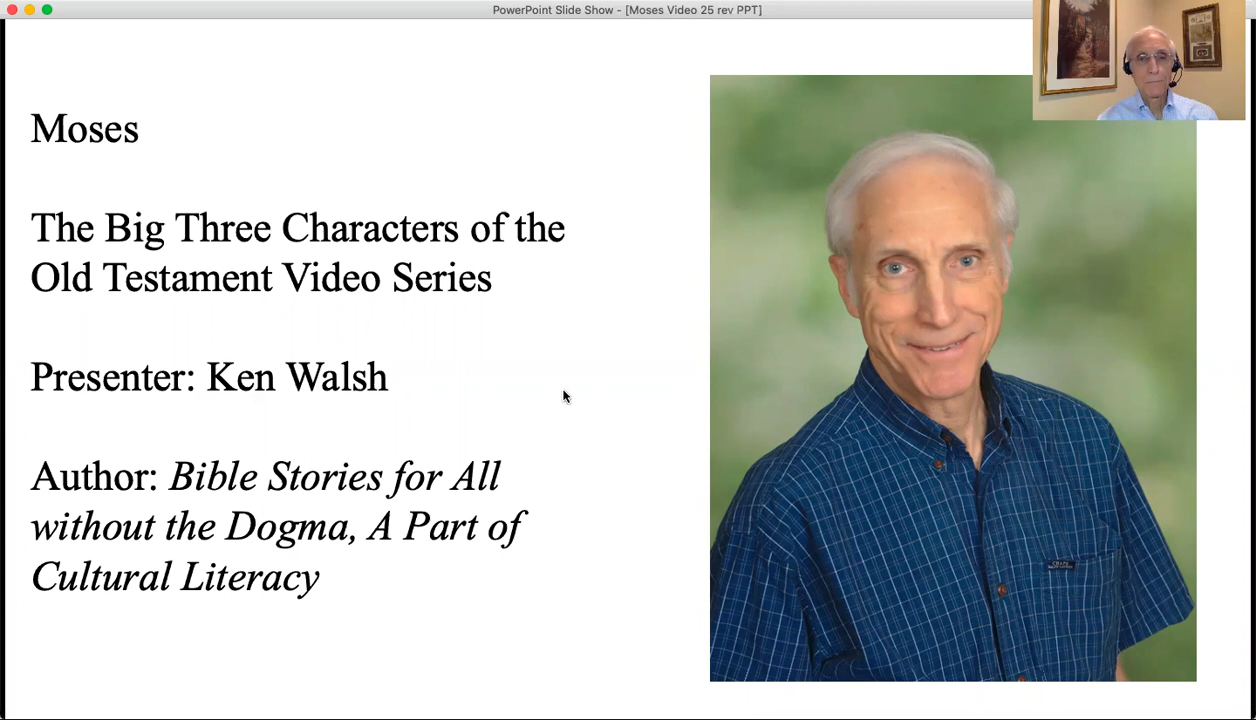 PowerPoint Slide Show - [Moses Video 25 rev PPT]
Moses
The Big Three Characters of the
Old Testament Video Series
Presenter: Ken Walsh
Author: Bible Stories for All
without the Dogma, A Part of
Cultural Literacy
CHAPS